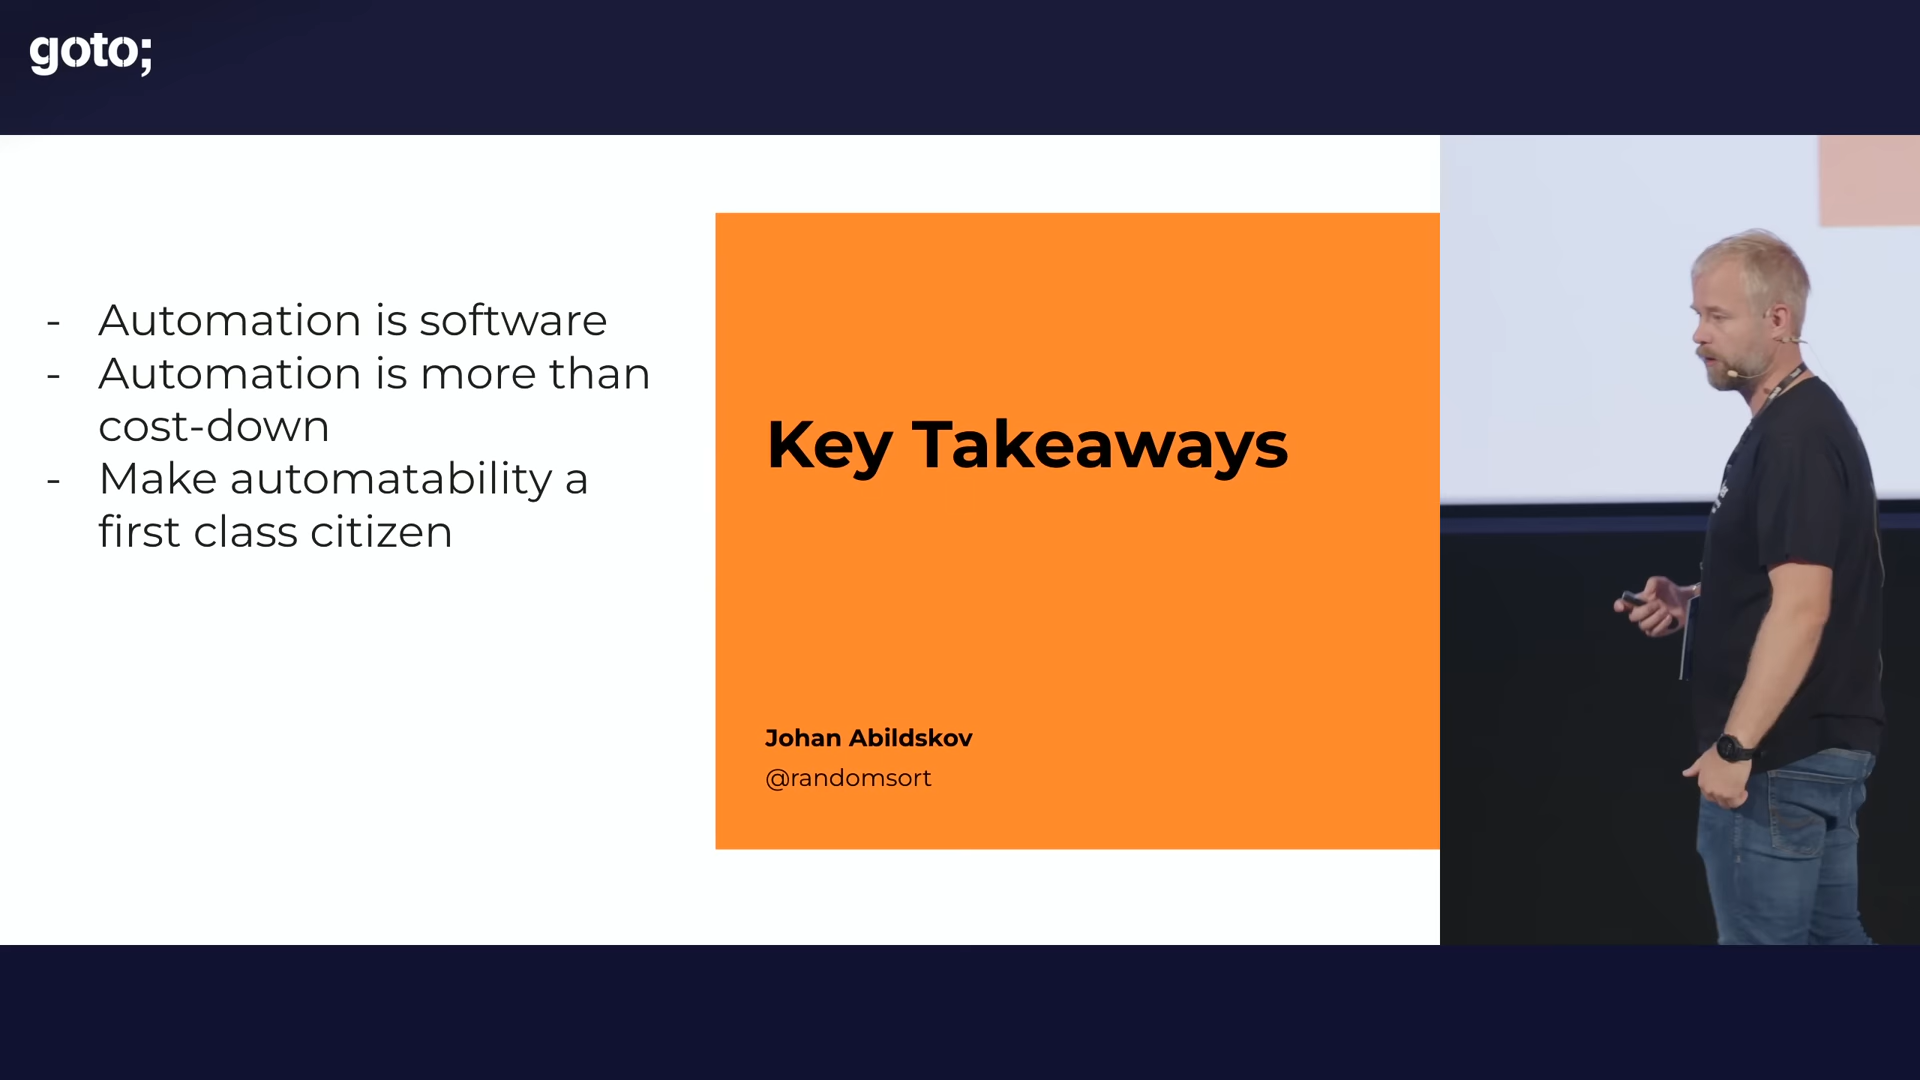 goto;
- Automation is software
- Automation is more than
cost-down
- Make automatability a
first class citizen
Key Takeaways
Johan Abildskov
@randomsort